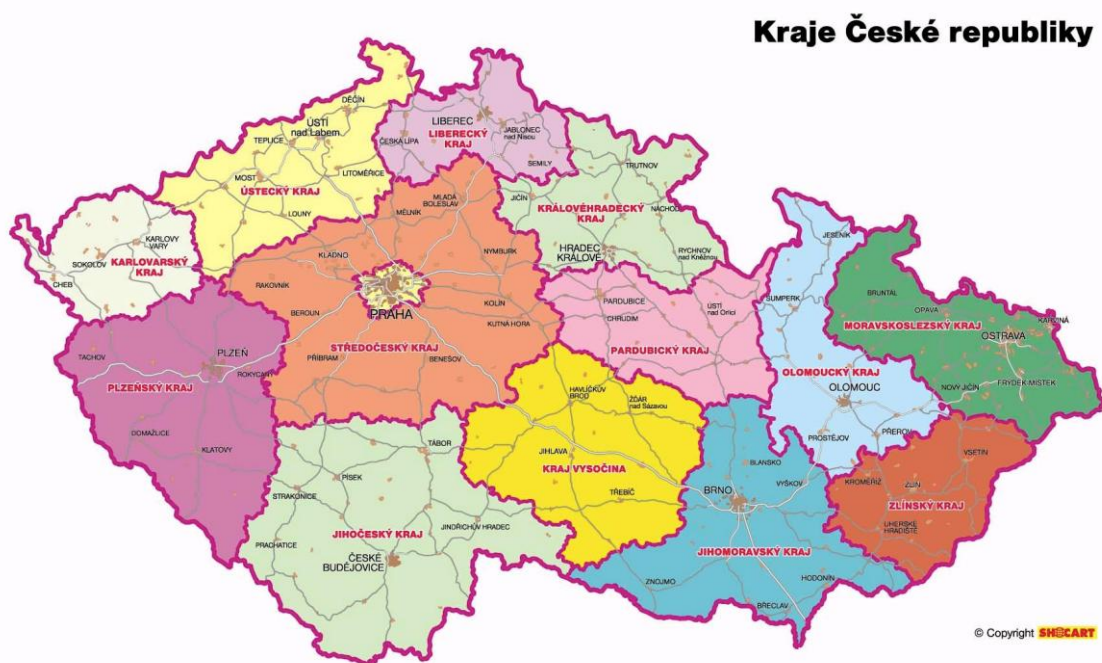 Kraje České republiky
DĚČÍN
ÚSTÍ
nad Labem
TEPLICE
MOST
LITOMĚŘICE
ÚSTECKÝ KRAJ
LOUNY
LIBEREC
LIBERECKÝ
KRAJ
JABLONEC
nad Nisou
ČESKÁ LÍPA
SEMILY
TRUTNOV
JIČÍN
KRÁLOVÉHRADECKÝ
KRAJ
NÁCHOD
HRADEC
KRÁLOVÉ
RYCHNOV
nad Kněžnou
KARLOVY
VARY
SOKOLOV
KARLOVARSKÝ
KRAJ
CHEB
MLADÁ
BOLESLAV
MĚLNÍK
KLADNO
NYMBURK
RAKOVNÍK
PRAHA
BEROUN
KOLÍN
KUTNÁ HORA
STŘEDOČESKÝ KRAJ
PŘÍBRAM
BENEŠOV
TACHOV
PLZEŇ
ROKYCANY
PLZEŇSKÝ KRAJ
DOMAŽLICE
KLATOVY
PARDUBICE
CHRUDIM
ÚSTÍ
nad Orlicí
PARDUBICKÝ KRAJ
JESENÍK
ŠUMPERK
OLOMOUCKÝ KRAJ
OLOMOUC
PROSTĚJOV
PŘEROV
BRUNTÁL
OPAVA
KARVINÁ
MORAVSKOSLEZSKÝ KRAJ
OSTRAVA
NOVÝ JIČÍN
FRÝDEK MÍSTEK
HAVLÍČKŮV
BROD
ŽĎÁR
nad Sázavou
JIHLAVA
KRAJ VYSOČINA
TŘEBÍČ
TÁBOR
PÍSEK
STRAKONICE
JINDŘICHŮV HRADEC
JIHOČESKÝ KRAJ
PRACHATICE
ČESKÉ
BUDĚJOVICE
BLANSKO
VYŠKOV
BRNO
JIHOMORAVSKÝ KRAJ
ZNOJMO
HODONÍN
BŘECLAV
VSETÍN
KROMĚŘÍŽ
ZLÍN
ZLÍNSKÝ KRAJ
UHERSKÉ
HRADIŠTĚ
© Copyright SHOCART